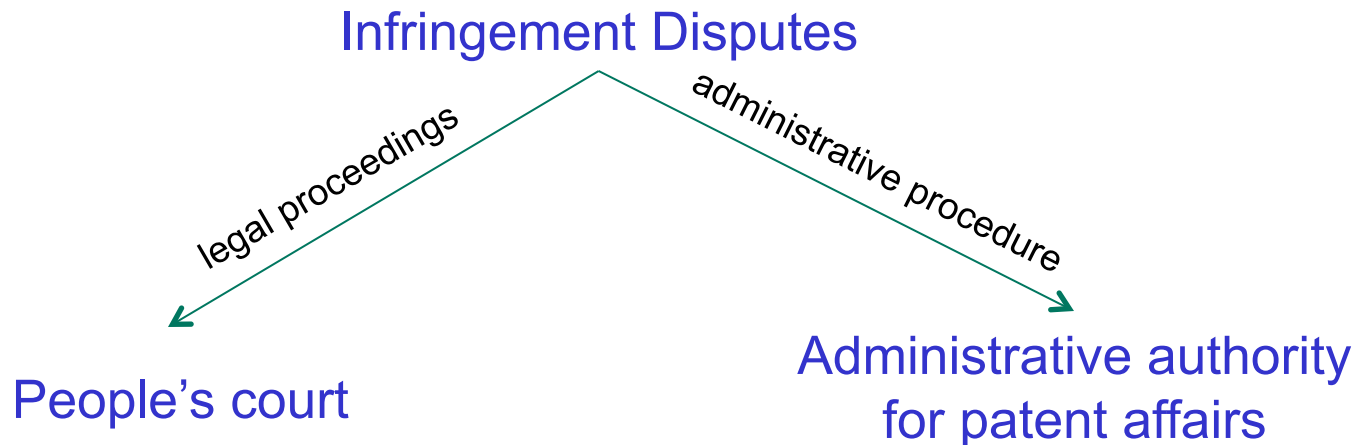 Infringement Disputes
legal proceedings
administrative procedure
People’s court
Administrative authority
for patent affairs